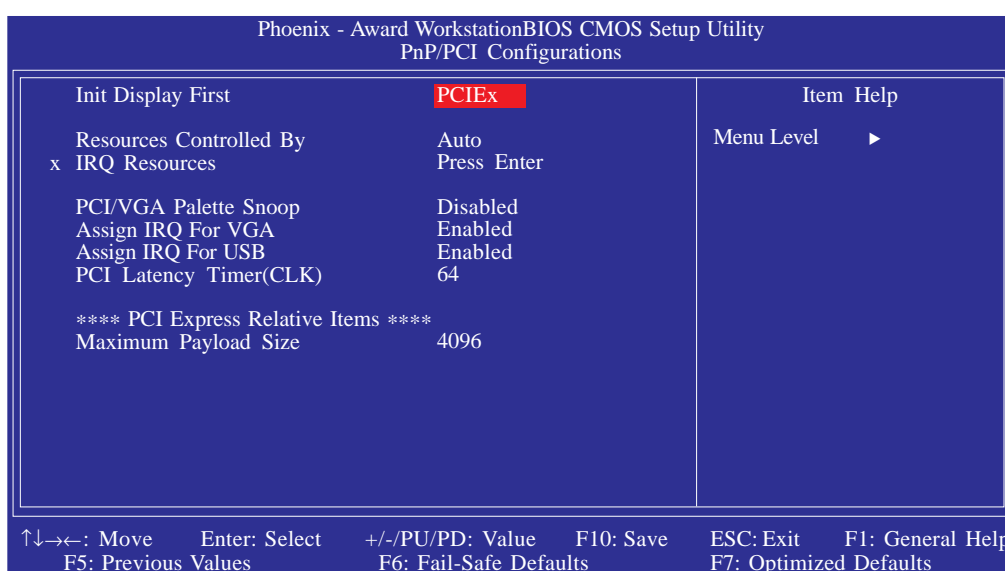 Phoenix - Award WorkstationBIOS CMOS Setup Utility
PnP/PCI Configurations
Init Display First PCIEx Item Help
Resources Controlled By Auto Menu Level ▶
x IRQ Resources Press Enter
PCI/VGA Palette Snoop Disabled
Assign IRQ For VGA Enabled
Assign IRQ For USB Enabled
PCI Latency Timer(CLK) 64
**** PCI Express Relative Items ****
Maximum Payload Size 4096
↑↓→←: Move Enter: Select +/-/PU/PD: Value F10: Save ESC: Exit F1: General Help
F5: Previous Values F6: Fail-Safe Defaults F7: Optimized Defaults